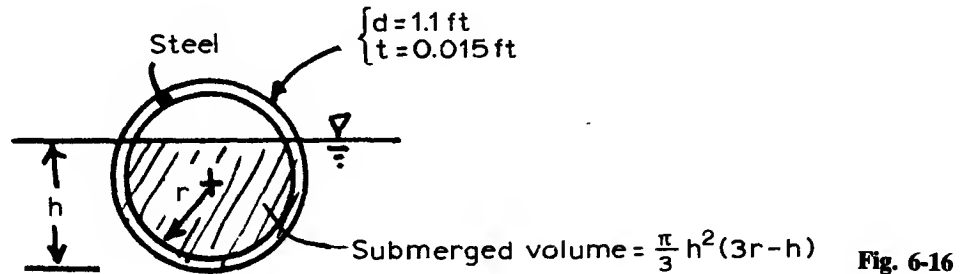 d = 1.1 ft
t = 0.015 ft
Steel
h
r
Submerged volume = π/3 h²(3r-h)
Fig. 6-16